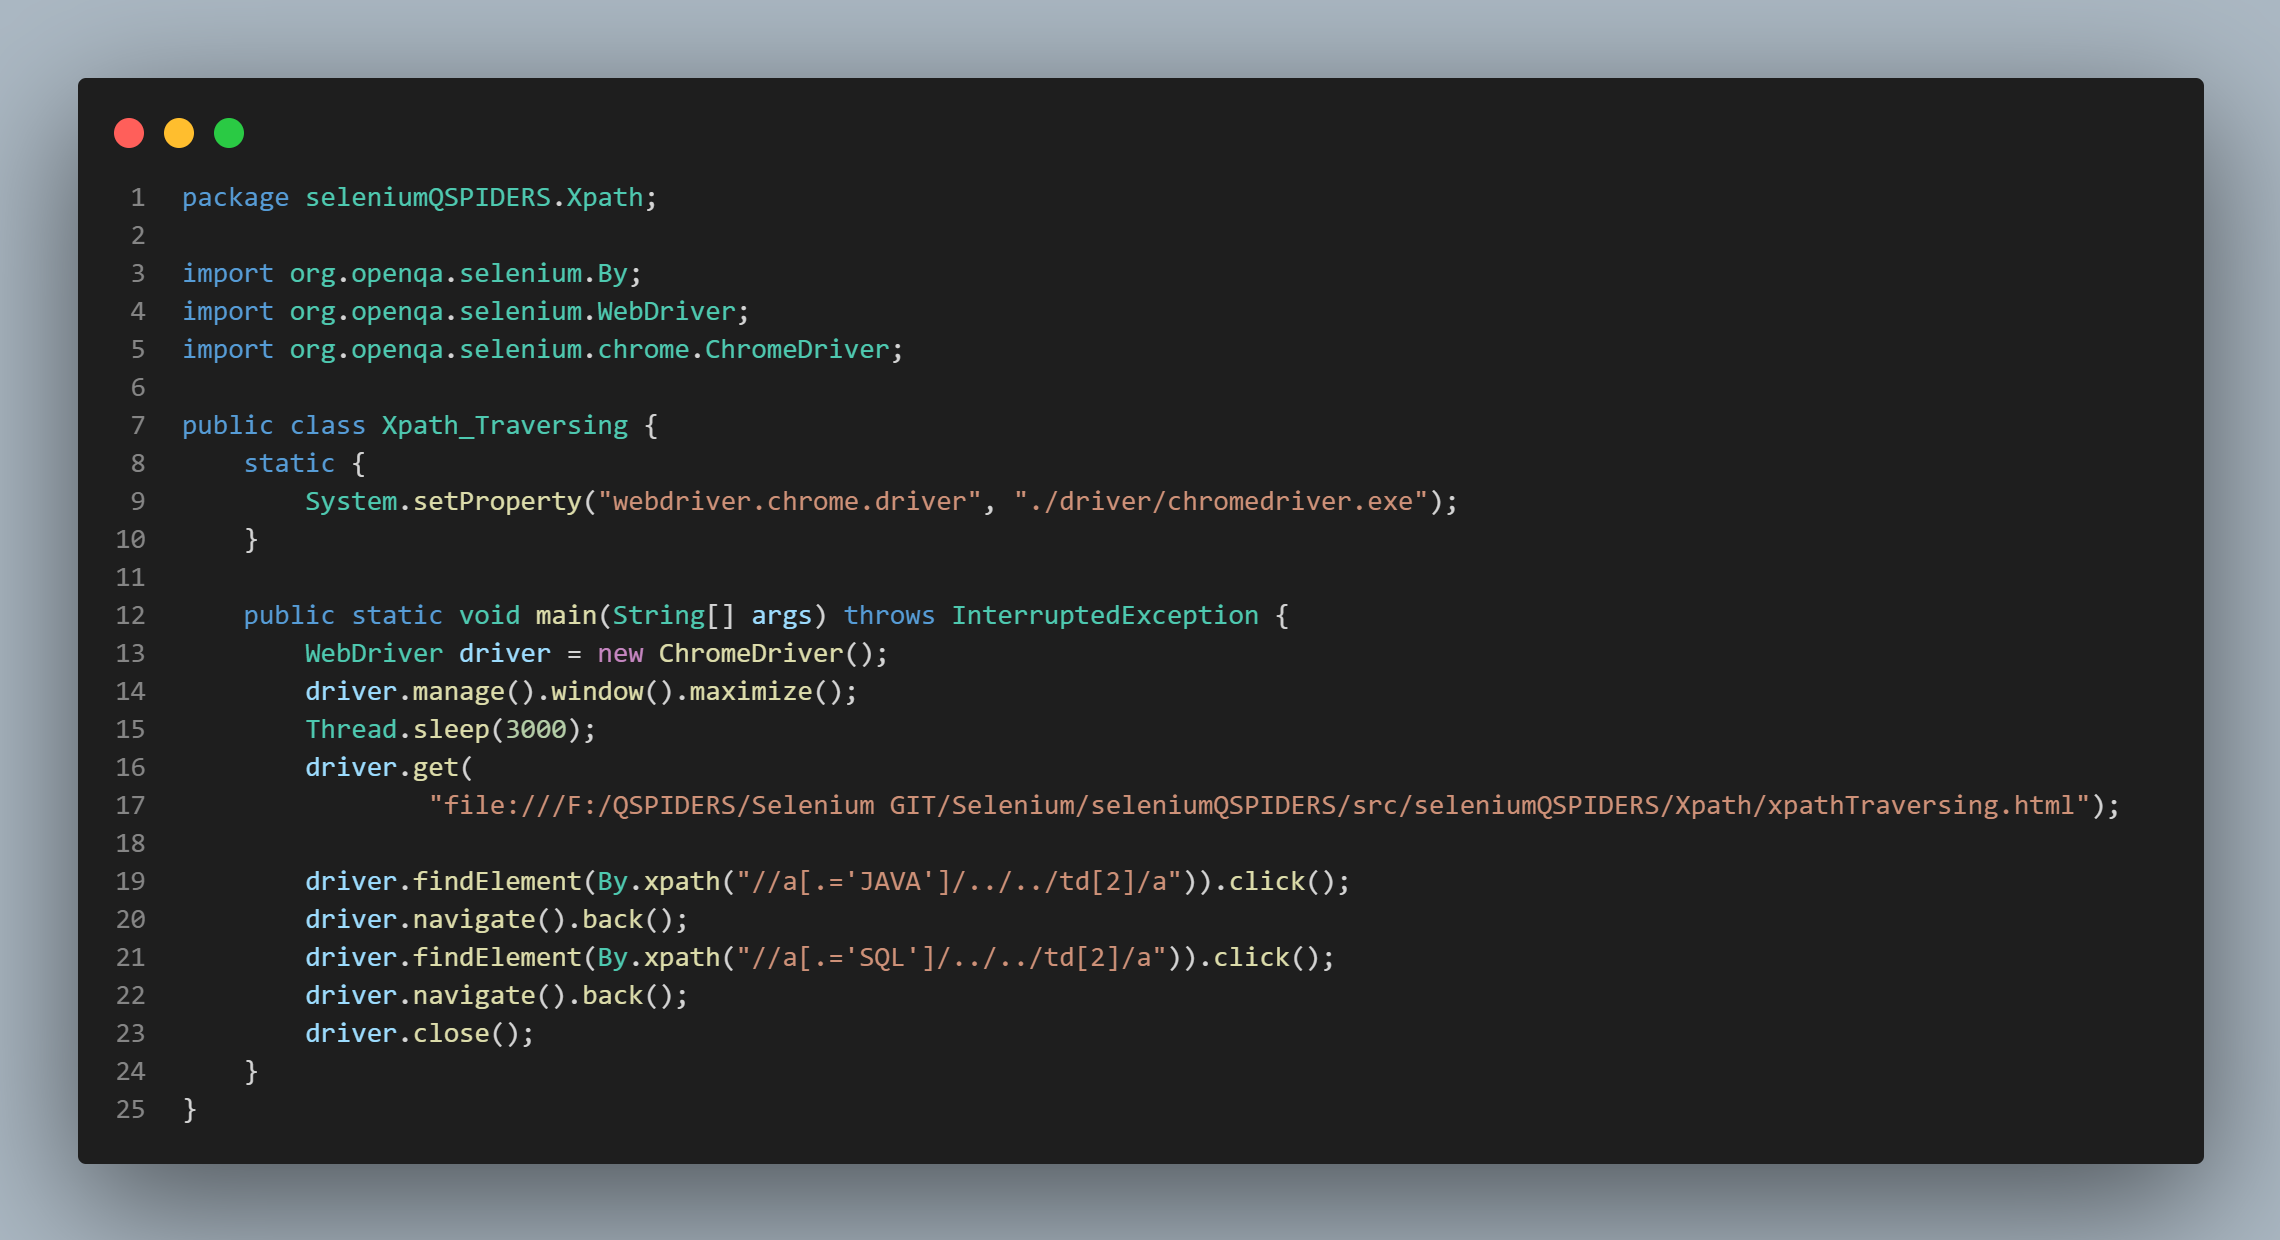 1 package seleniumQSPIDERS.Xpath;
2
3 import org.openqa.selenium.By;
4 import org.openqa.selenium.WebDriver;
5 import org.openqa.selenium.chrome.ChromeDriver;
6
7 public class Xpath_Traversing {
8     static {
9         System.setProperty("webdriver.chrome.driver", "./driver/chromedriver.exe");
10     }
11
12     public static void main(String[] args) throws InterruptedException {
13         WebDriver driver = new ChromeDriver();
14         driver.manage().window().maximize();
15         Thread.sleep(3000);
16         driver.get(
17                 "file:///F:/QSPIDERS/Selenium GIT/Selenium/seleniumQSPIDERS/src/seleniumQSPIDERS/Xpath/xpathTraversing.html");
18
19         driver.findElement(By.xpath("//a[.='JAVA']/../../td[2]/a")).click();
20         driver.navigate().back();
21         driver.findElement(By.xpath("//a[.='SQL']/../../td[2]/a")).click();
22         driver.navigate().back();
23         driver.close();
24     }
25 }